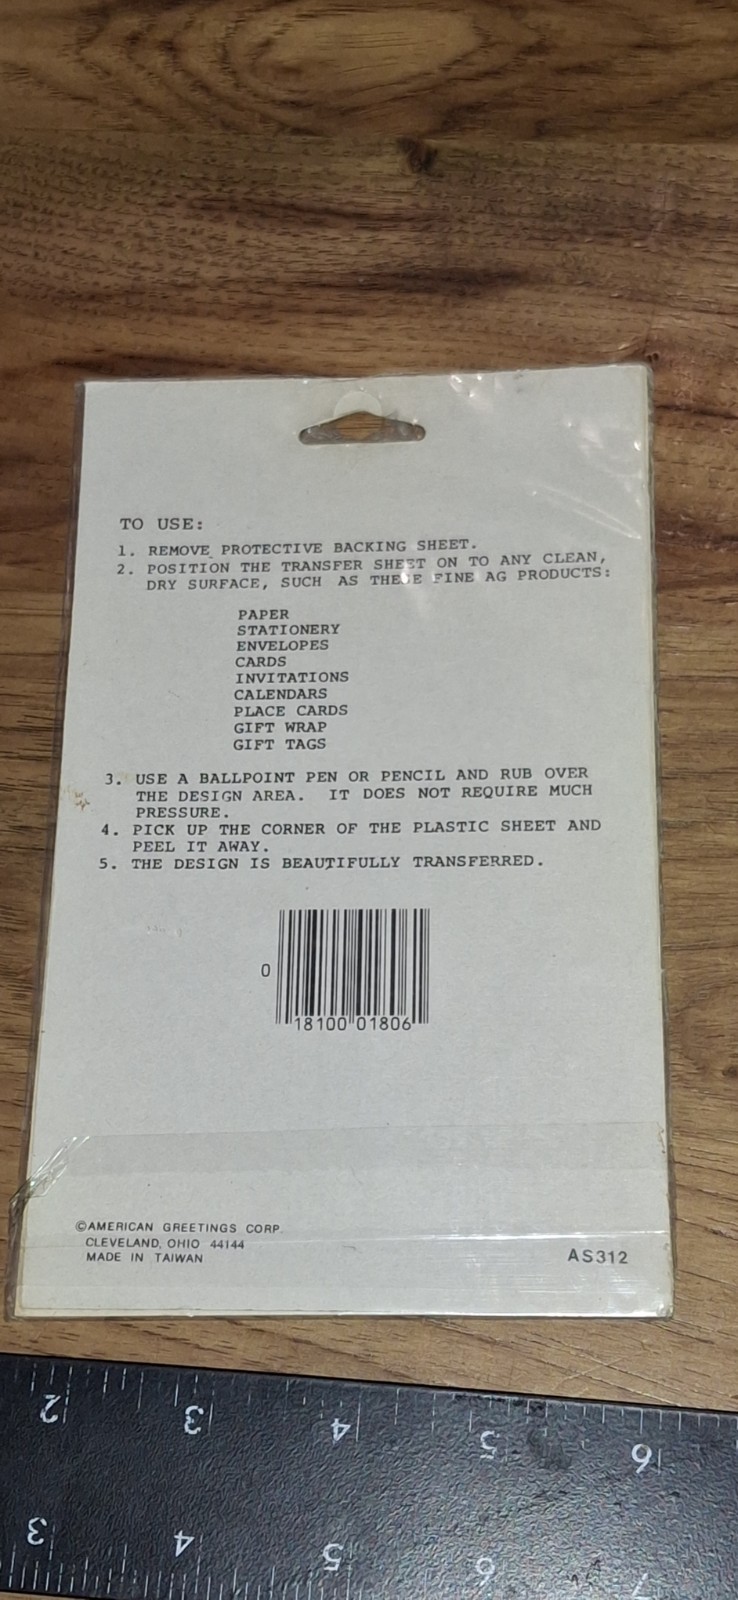 TO USE:
1. REMOVE PROTECTIVE BACKING SHEET.
2. POSITION THE TRANSFER SHEET ON TO ANY CLEAN,
DRY SURFACE, SUCH AS THESE FINE AG PRODUCTS:
PAPER
STATIONERY
ENVELOPES
CARDS
INVITATIONS
CALENDARS
PLACE CARDS
GIFT WRAP
GIFT TAGS
3. USE A BALLPOINT PEN OR PENCIL AND RUB OVER
THE DESIGN AREA. IT DOES NOT REQUIRE MUCH
PRESSURE.
4. PICK UP THE CORNER OF THE PLASTIC SHEET AND
PEEL IT AWAY.
5. THE DESIGN IS BEAUTIFULLY TRANSFERRED.
0 18100 01806
©AMERICAN GREETINGS CORP.
CLEVELAND, OHIO 44144
MADE IN TAIWAN
AS312
2 3 4 5 6
3 4 5 6 7